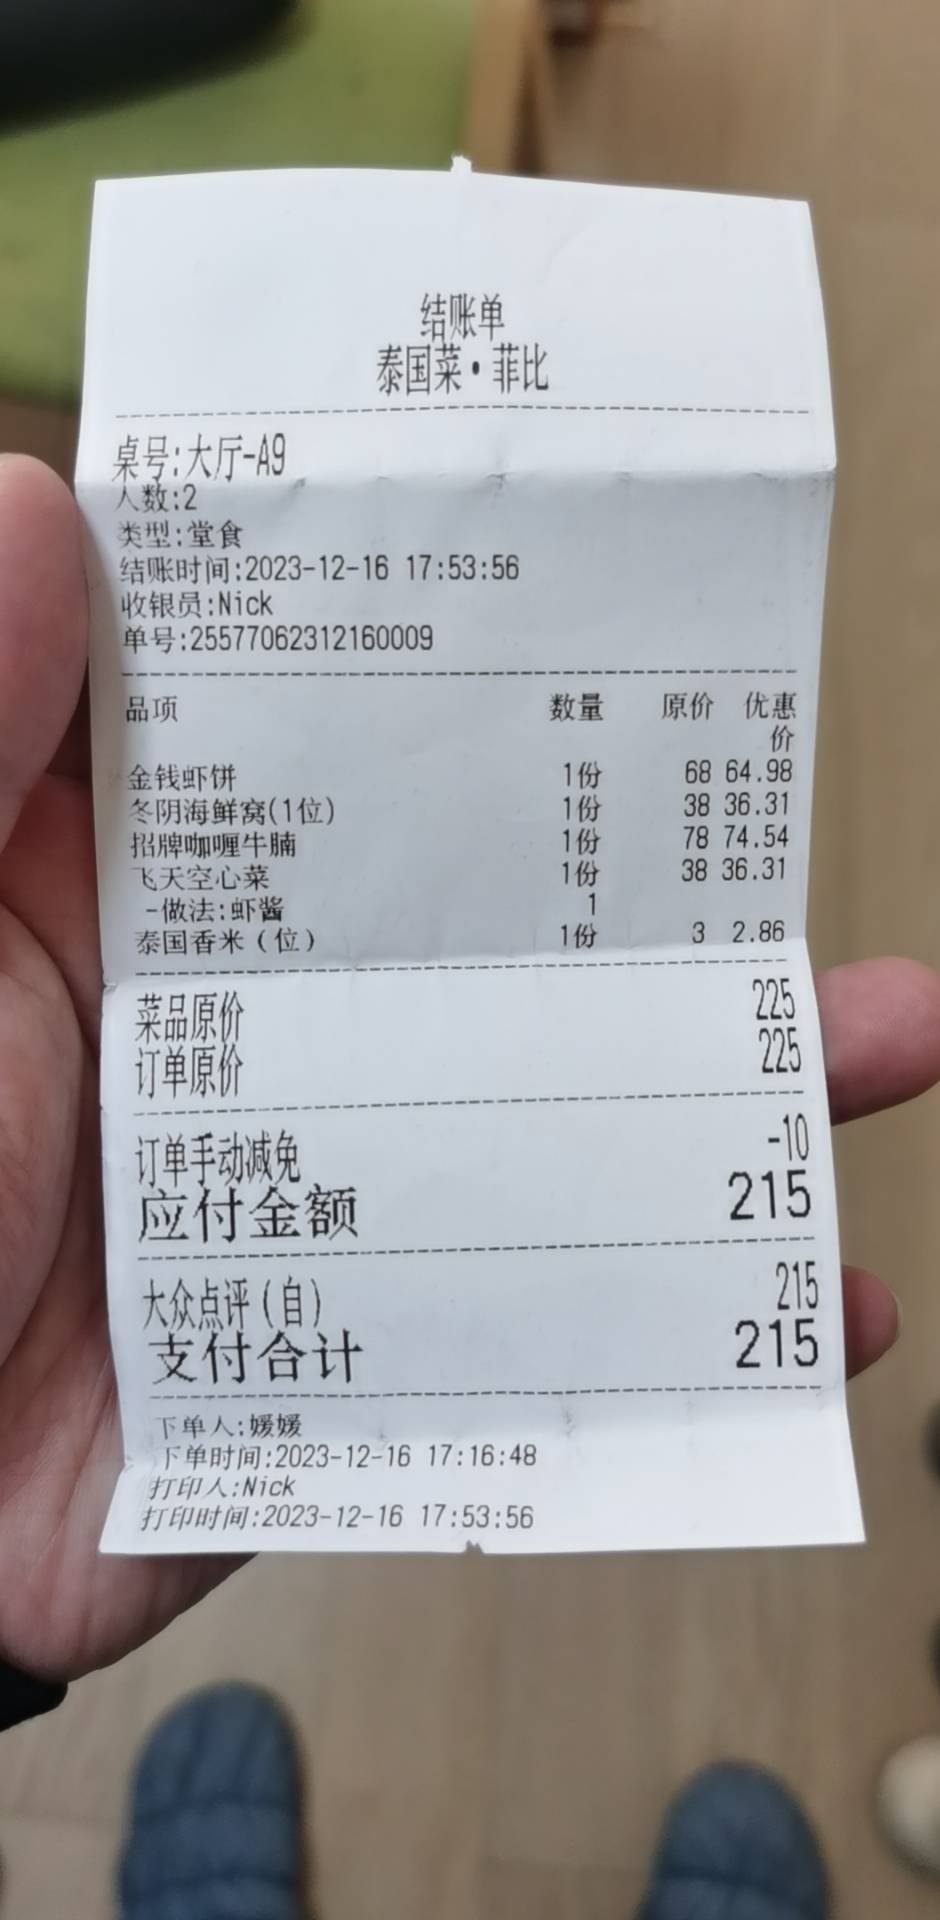 结账单
泰国菜·菲比
桌号:大厅-A9
人数:2
类型:堂食
结账时间:2023-12-16 17:53:56
收银员:Nick
单号:25577062312160009
品项 数量 原价 优惠价
金钱虾饼 1份 68 64.98
冬阴海鲜窝(1位) 1份 38 36.31
招牌咖喱牛腩 1份 78 74.54
飞天空心菜 1份 38 36.31
-做法:虾酱 1
泰国香米(位) 1份 3 2.86
菜品原价 225
订单原价 225
订单手动减免 -10
应付金额 215
大众点评(自) 215
支付合计 215
下单人:媛媛
下单时间:2023-12-16 17:16:48
打印人:Nick
打印时间:2023-12-16 17:53:56